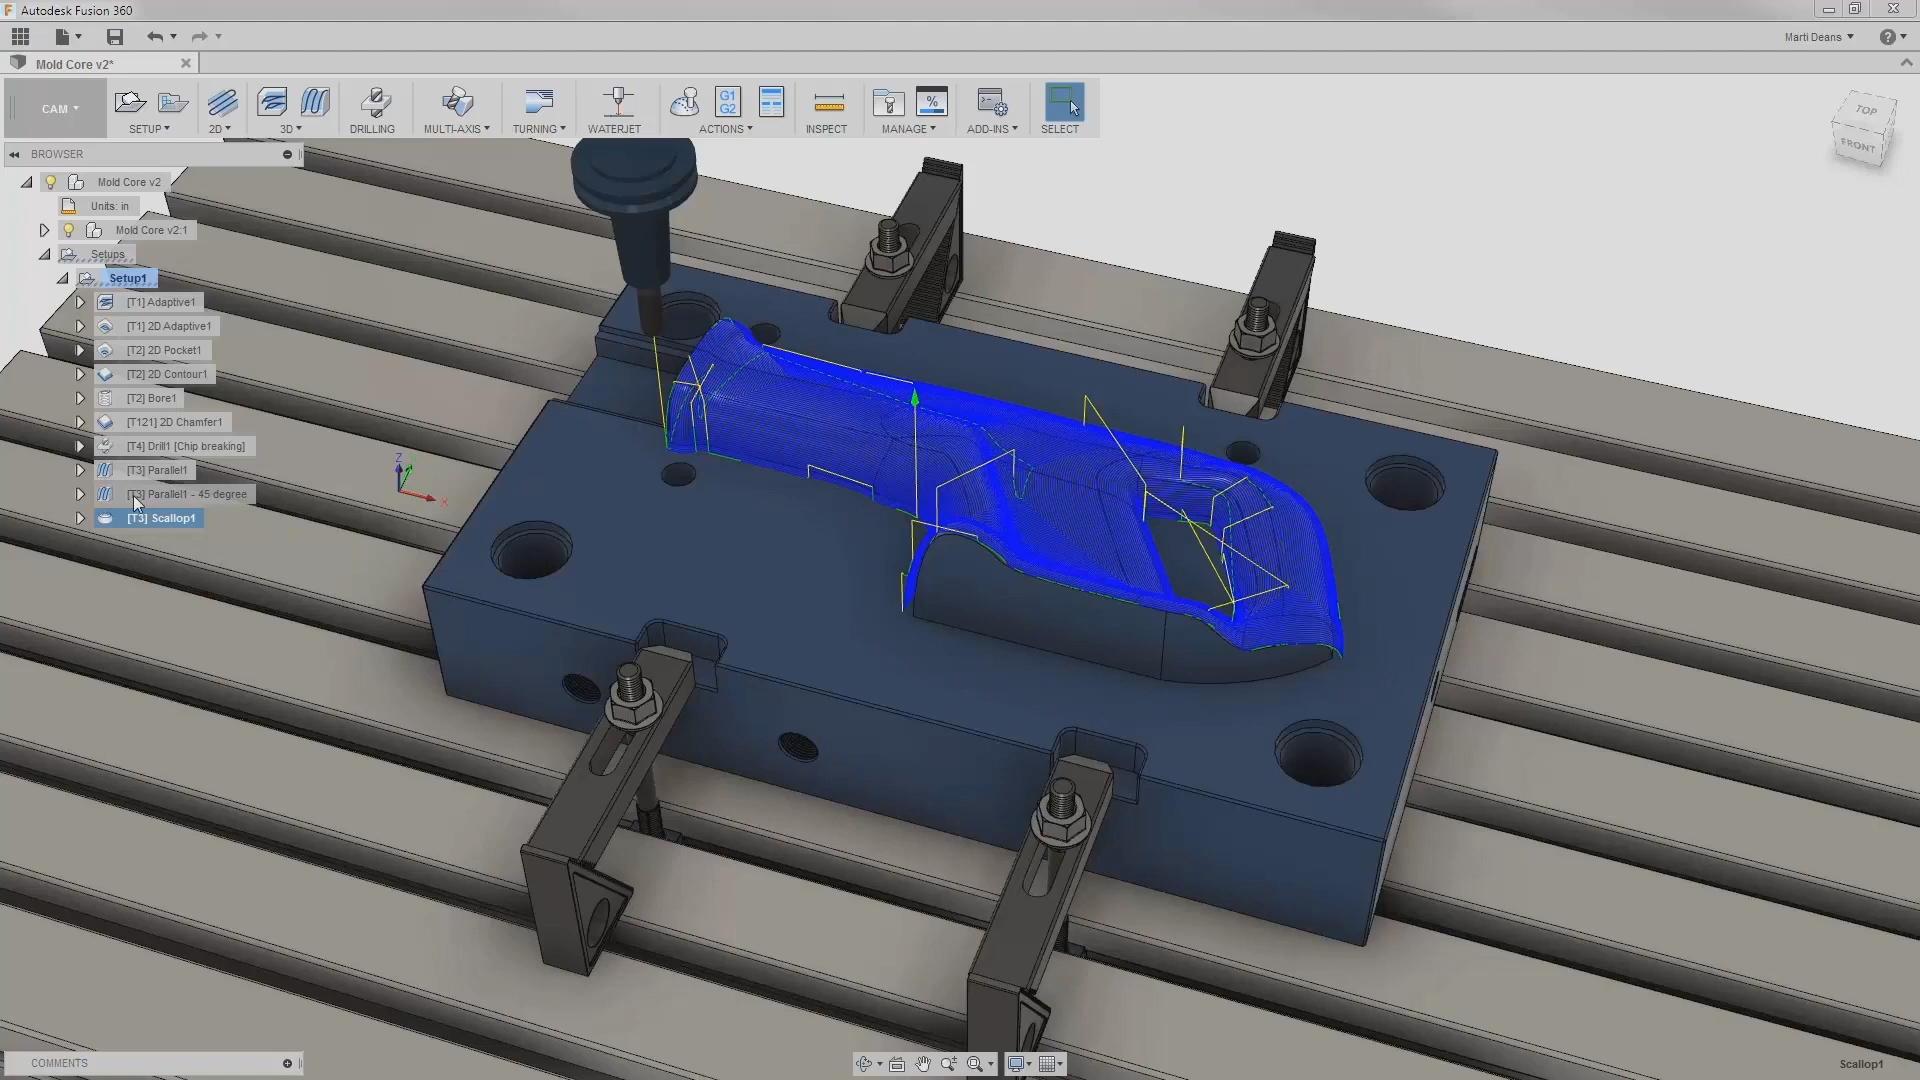 Autodesk Fusion 360
Marti Deans
Mold Core v2*
CAM
SETUP
2D
3D
DRILLING
MULTI-AXIS
TURNING
WATERJET
G1
G2
ACTIONS
INSPECT
%
MANAGE
ADD-INS
SELECT
TOP
FRONT
BROWSER
Mold Core v2
Units: in
Mold Core v2:1
Setups
Setup1
[T1] Adaptive1
[T1] 2D Adaptive1
[T2] 2D Pocket1
[T2] 2D Contour1
[T2] Bore1
[T121] 2D Chamfer1
[T4] Drill1 [Chip breaking]
[T3] Parallel1
[T3] Parallel1 - 45 degree
[T3] Scallop1
Z
X
COMMENTS
Scallop1